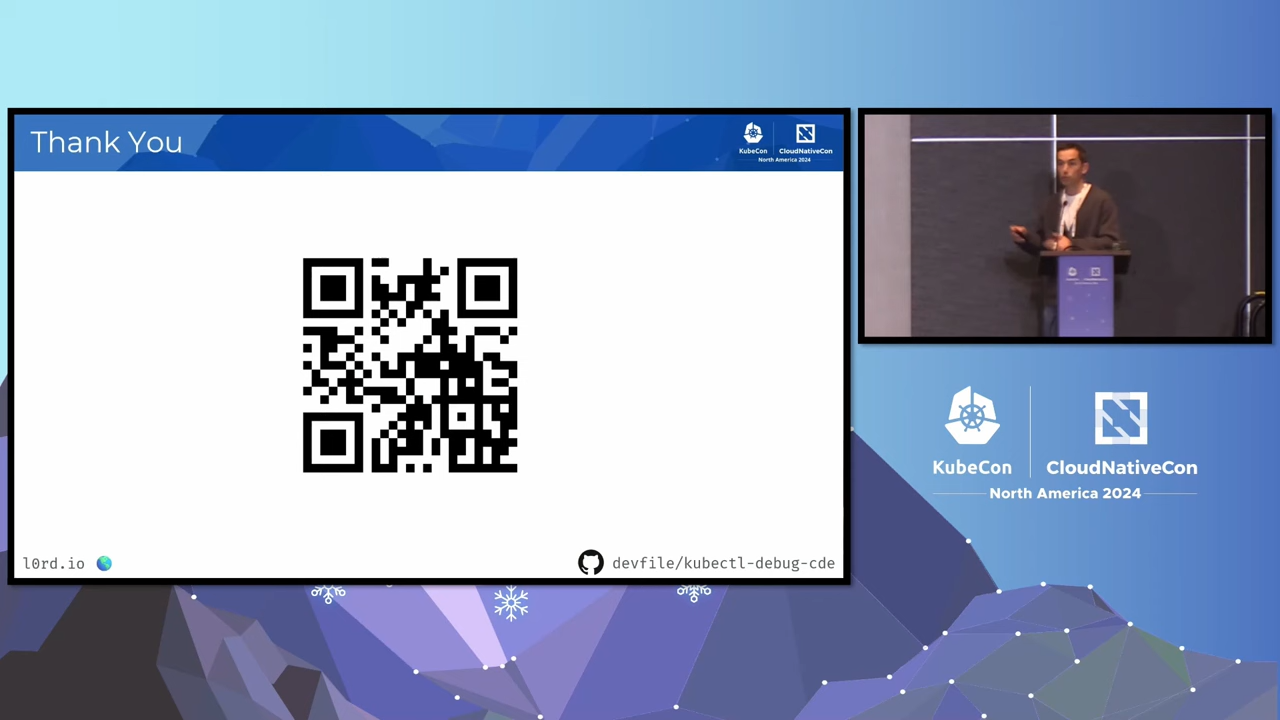 Thank You
KubeCon
CloudNativeCon
North America 2024
l0rd.io
devfile/kubectl-debug-cde
KubeCon
CloudNativeCon
North America 2024